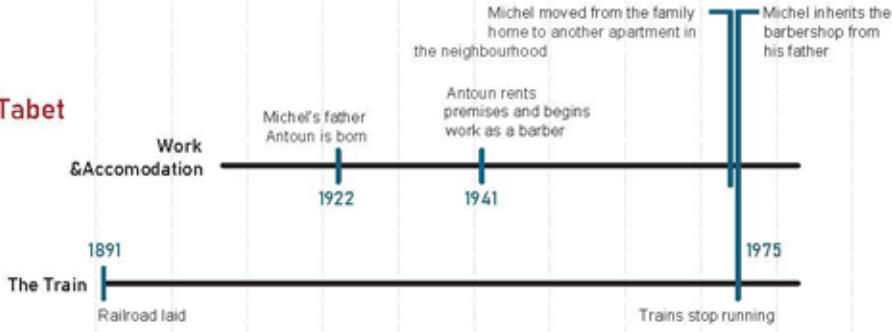 Michel moved from the family
home to another apartment in
the neighbourhood
Michel inherits the
barbershop from
his father
Tabet
Michel's father
Antoun is born
Antoun rents
premises and begins
work as a barber
Work
&Accomodation
1922
1941
1891
1975
The Train
Railroad laid
Trains stop running